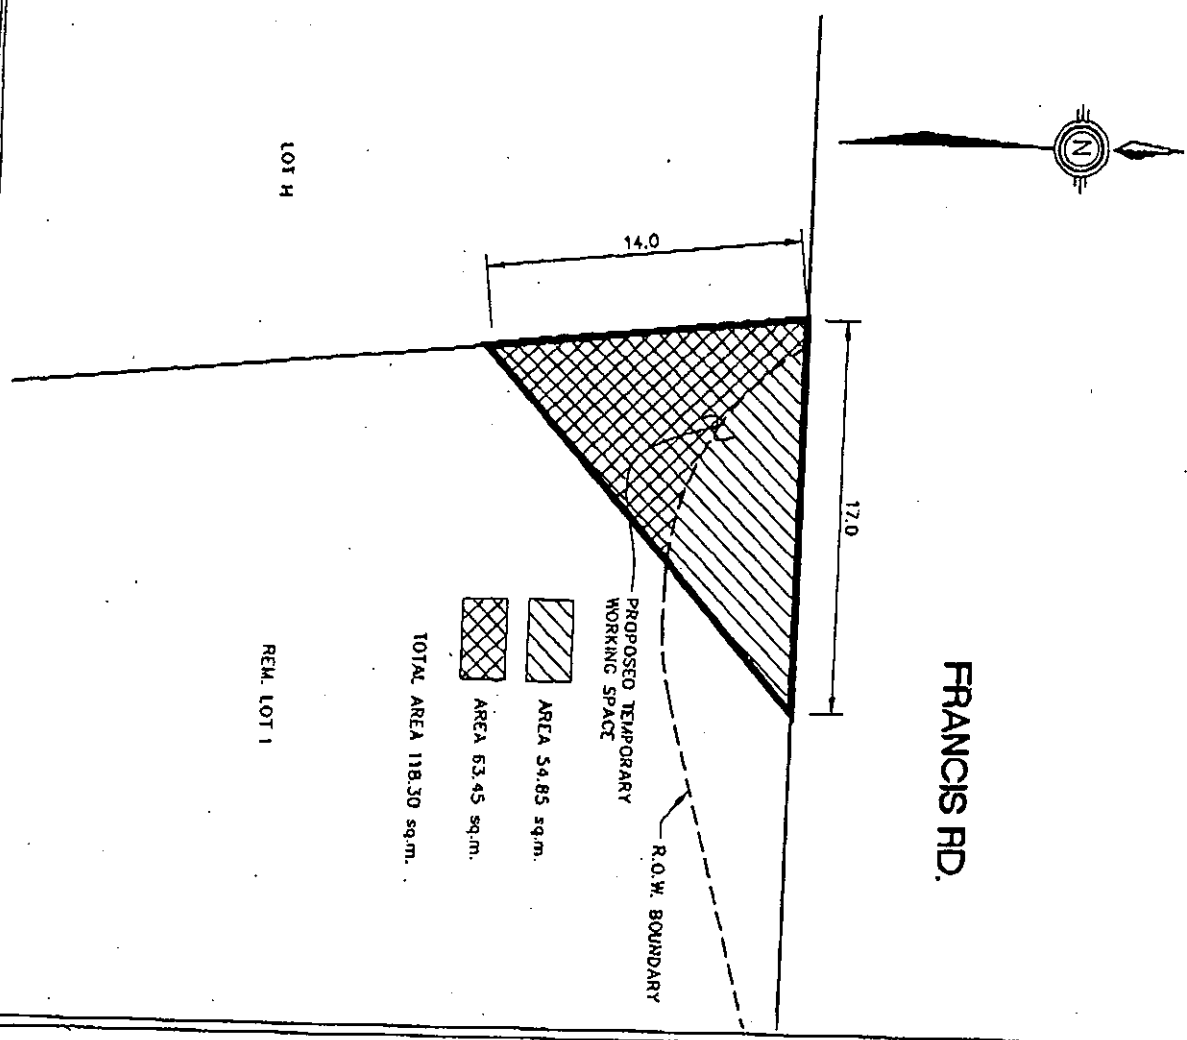 FRANCIS RD.
N
17.0
14.0
LOT H
PROPOSED TEMPORARY
WORKING SPACE
R.O.W. BOUNDARY
AREA 54.85 sq.m.
AREA 63.45 sq.m.
TOTAL AREA 118.30 sq.m.
REM. LOT 1